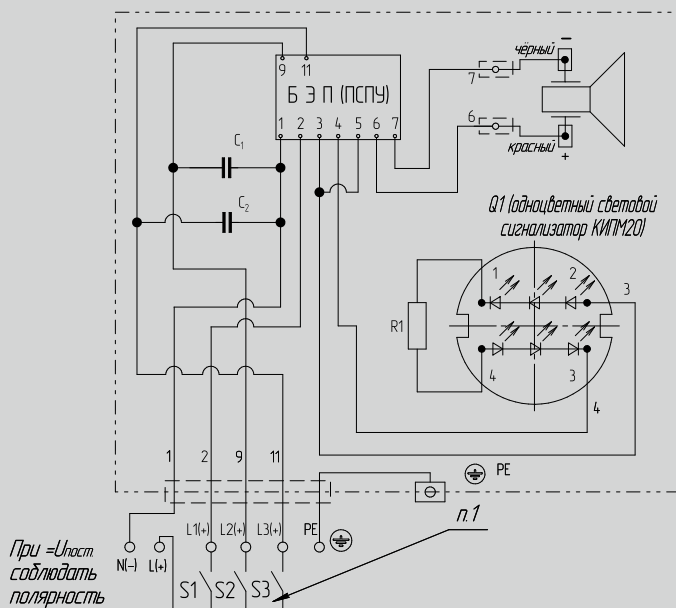 чёрный
–
9 11
Б Э П (ПСПУ)
1 2 3 4 5 6 7
7
6
красный
+
C₁
C₂
Q1 (одноцветный световой
сигнализатор КИПМ20)
1 2
3
R1
4 3
4
1 2 9 11
PE
п.1
L1(+) L2(+) L3(+) PE
N(-) L(+)
При =Uпост.
соблюдать
полярность
S1 S2 S3